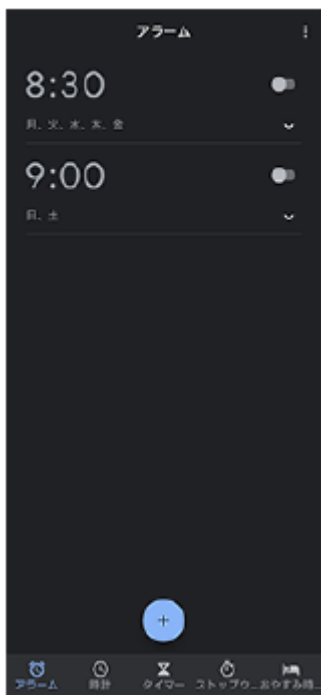 アラーム
8:30
月、火、水、木、金
9:00
日、土
アラーム
時計
タイマー
ストップウ
おやすみ時